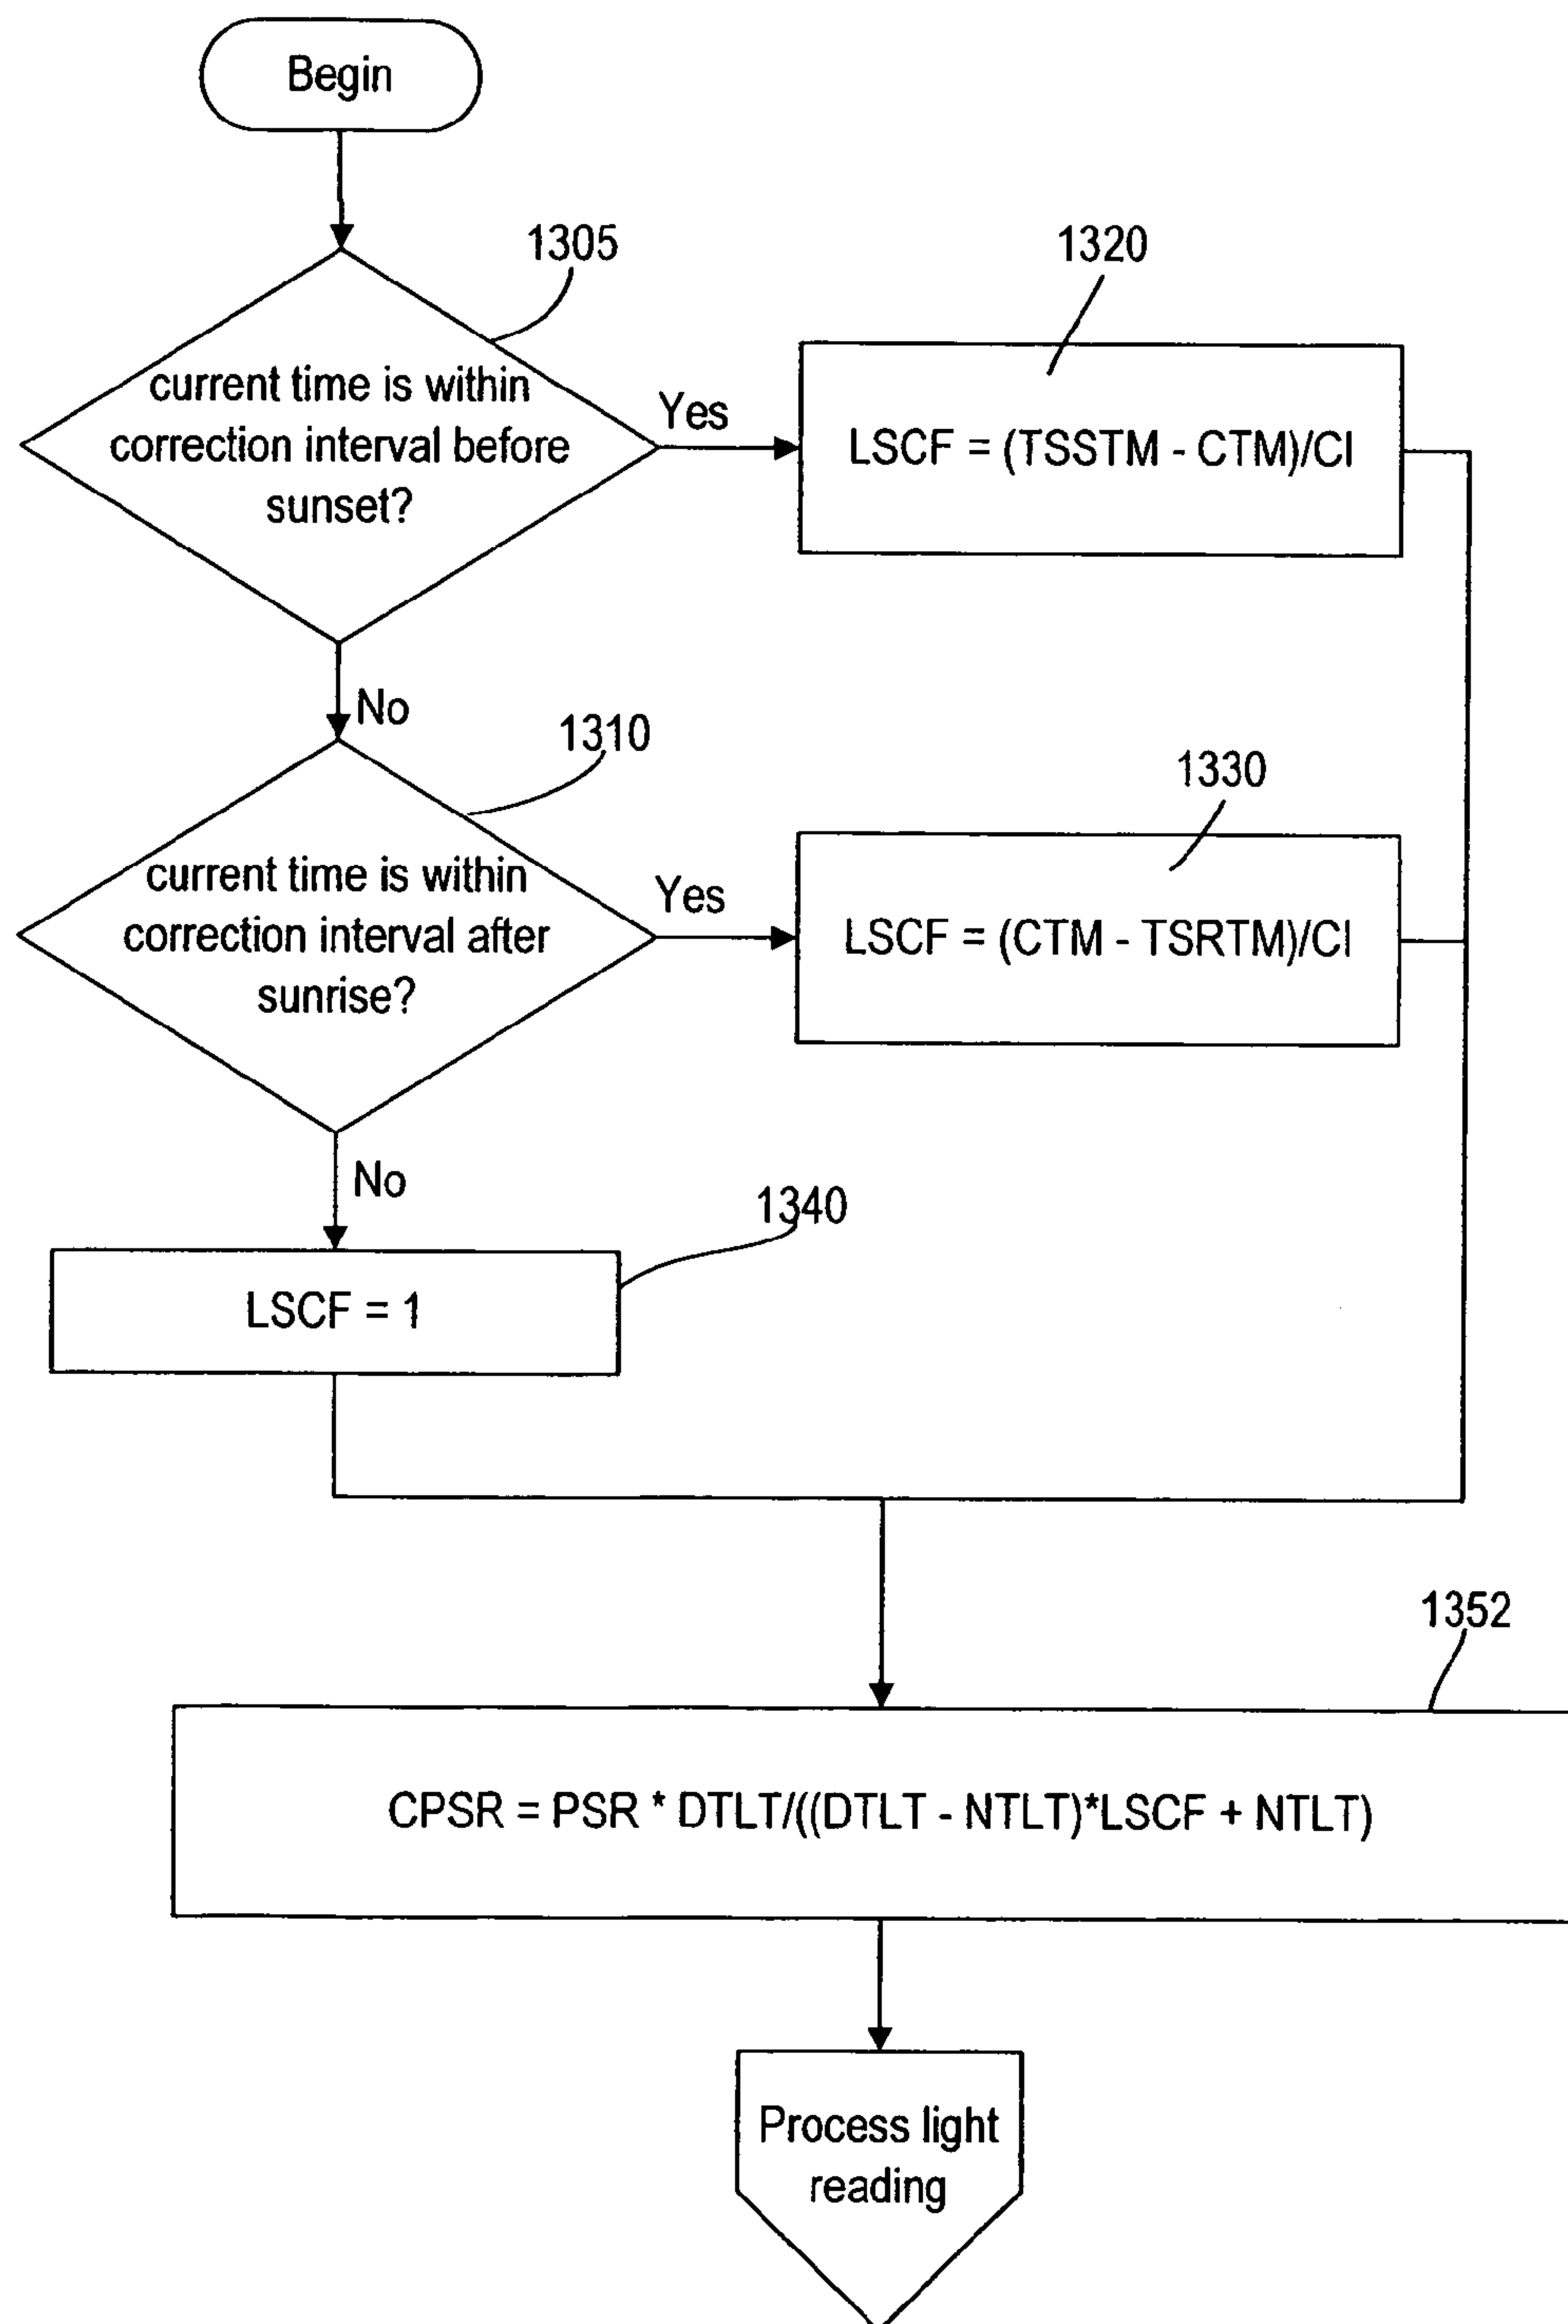 Begin
1305
current time is within
correction interval before
sunset?
Yes
1320
LSCF = (TSSTM - CTM)/CI
No
1310
current time is within
correction interval after
sunrise?
Yes
1330
LSCF = (CTM - TSRTM)/CI
No
1340
LSCF = 1
1352
CPSR = PSR * DTLT/((DTLT - NTLT)*LSCF + NTLT)
Process light
reading